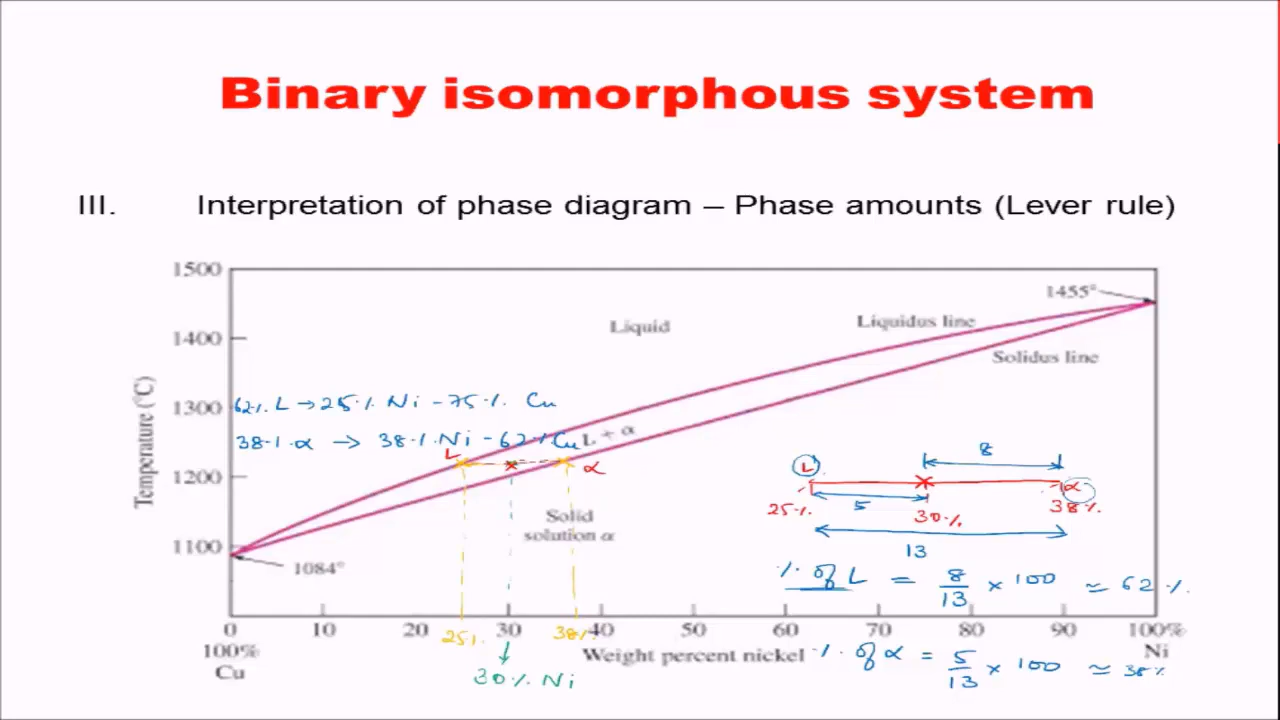 Binary isomorphous system
III. Interpretation of phase diagram – Phase amounts (Lever rule)
1500
1400
1300
1200
1100
Temperature (°C)
1455°
Liquid
Liquidus line
Solidus line
62% L → 25% Ni - 75% Cu
38% α → 38% Ni - 62% Cu
L + α
L
α
Solid
solution α
1084°
8
L
α
25%
5
30%
38%
13
% of L = 8/13 × 100 ≃ 62%
0 10 20 30 40 50 60 70 80 90 100%
25%
38%
100%
Cu
Weight percent nickel
Ni
30% Ni
% of α = 5/13 × 100 ≃ 38%